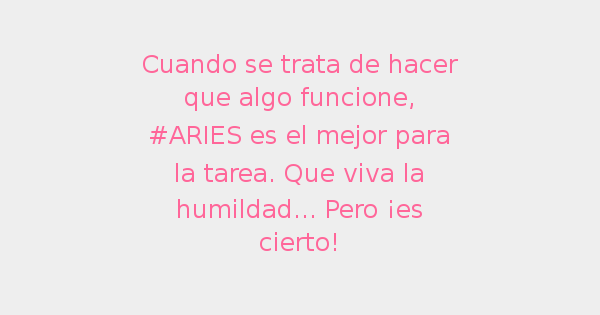 Cuando se trata de hacer
que algo funcione,
#ARIES es el mejor para
la tarea. Que viva la
humildad... Pero ¡es
cierto!